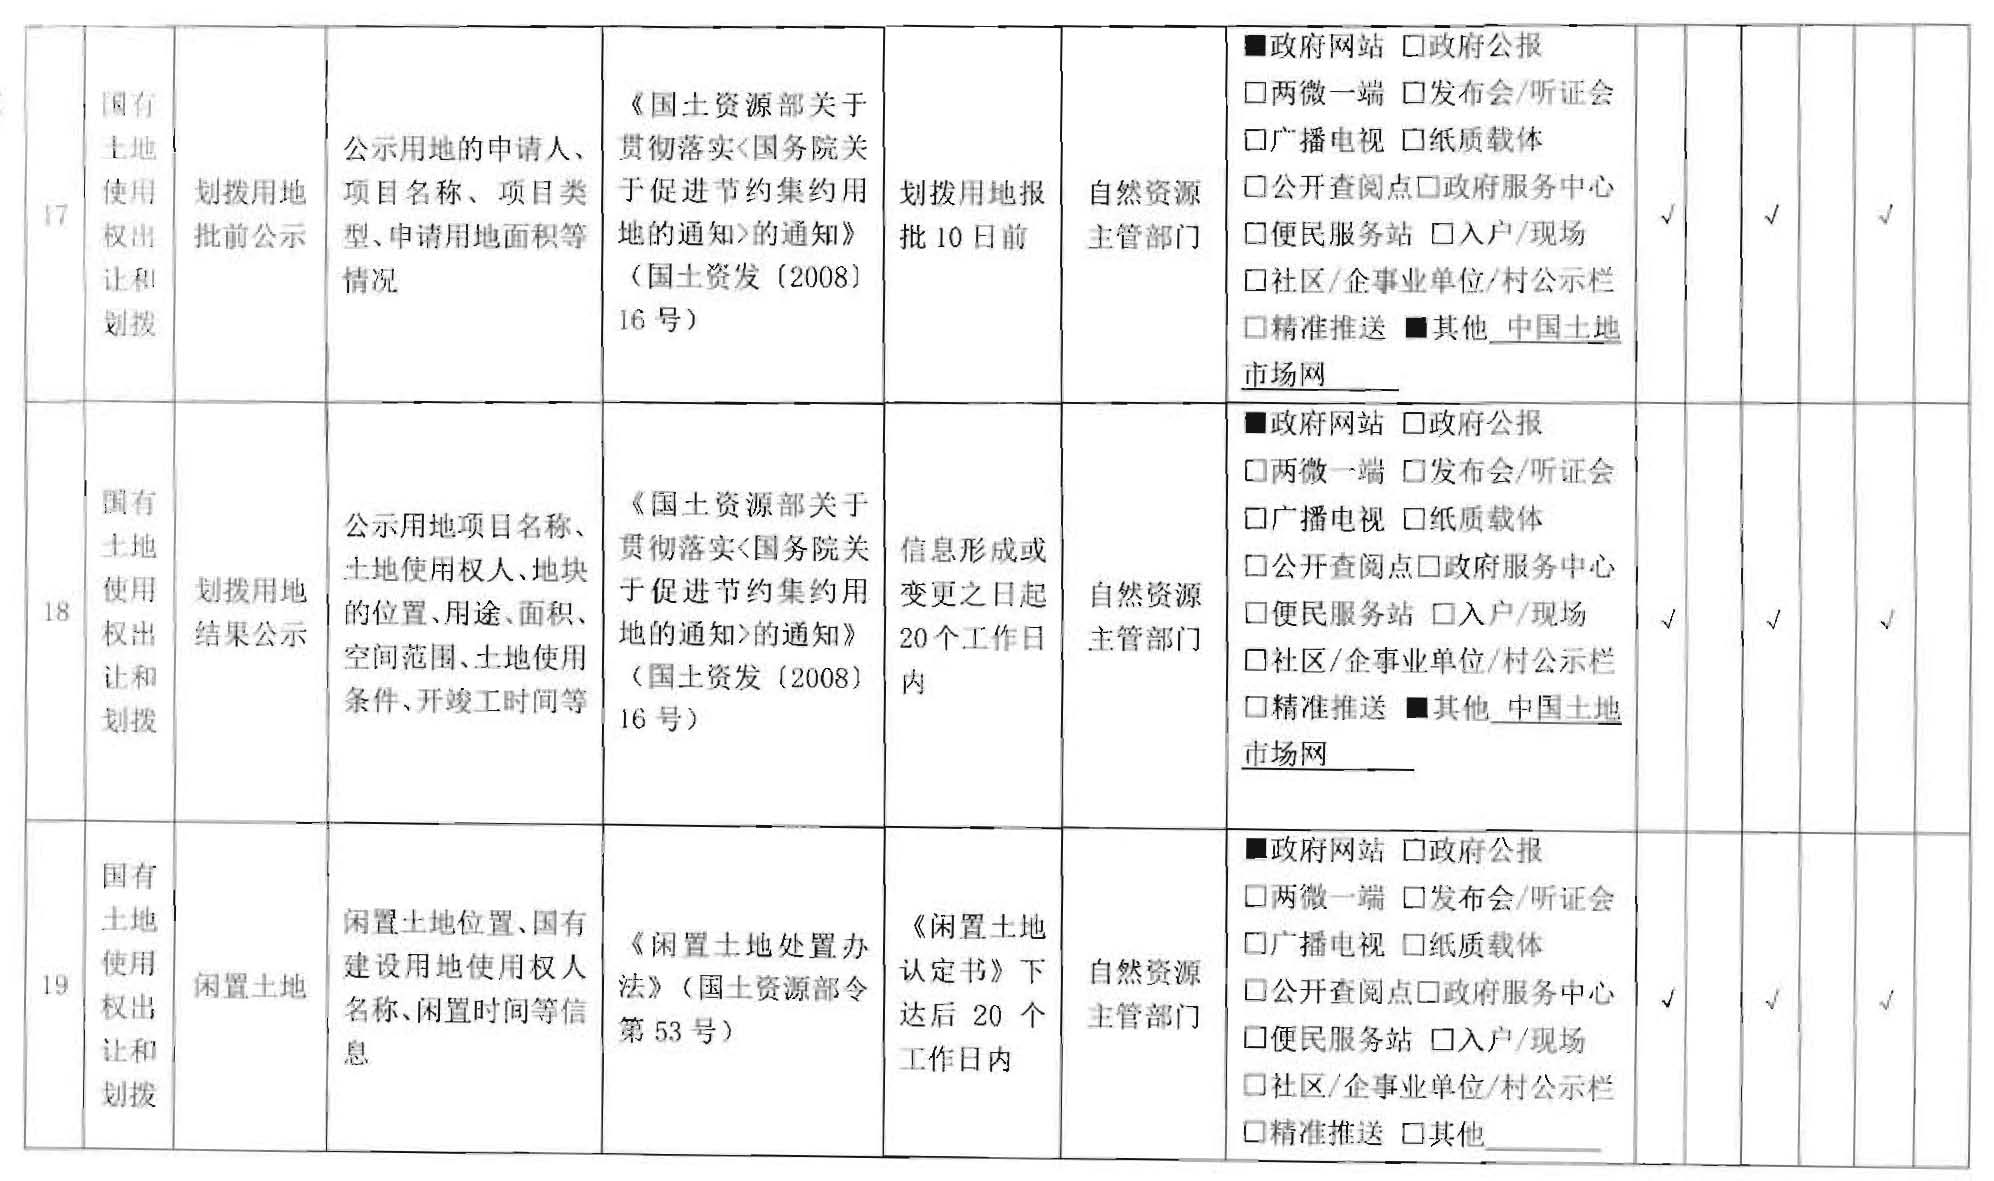 17
国有
土地
使用
权出
让和
划拨
划拨用地
批前公示
公示用地的申请人、
项目名称、项目类
型、申请用地面积等
情况
《国土资源部关于
贯彻落实<国务院关
于促进节约集约用
地的通知>的通知》
（国土资发〔2008〕
16号）
划拨用地报
批10日前
自然资源
主管部门
■政府网站 □政府公报
□两微一端 □发布会/听证会
□广播电视 □纸质载体
□公开查阅点□政府服务中心
□便民服务站 □入户/现场
□社区/企事业单位/村公示栏
□精准推送 ■其他 中国土地
市场网
√ √ √
18
国有
土地
使用
权出
让和
划拨
划拨用地
结果公示
公示用地项目名称、
土地使用权人、地块
的位置、用途、面积、
空间范围、土地使用
条件、开竣工时间等
《国土资源部关于
贯彻落实<国务院关
于促进节约集约用
地的通知>的通知》
（国土资发〔2008〕
16号）
信息形成或
变更之日起
20个工作日
内
自然资源
主管部门
■政府网站 □政府公报
□两微一端 □发布会/听证会
□广播电视 □纸质载体
□公开查阅点□政府服务中心
□便民服务站 □入户/现场
□社区/企事业单位/村公示栏
□精准推送 ■其他 中国土地
市场网
√ √ √
19
国有
土地
使用
权出
让和
划拨
闲置土地
闲置土地位置、国有
建设用地使用权人
名称、闲置时间等信
息
《闲置土地处置办
法》（国土资源部令
第53号）
《闲置土地
认定书》下
达后 20 个
工作日内
自然资源
主管部门
■政府网站 □政府公报
□两微一端 □发布会/听证会
□广播电视 □纸质载体
□公开查阅点□政府服务中心
□便民服务站 □入户/现场
□社区/企事业单位/村公示栏
□精准推送 □其他
√ √ √